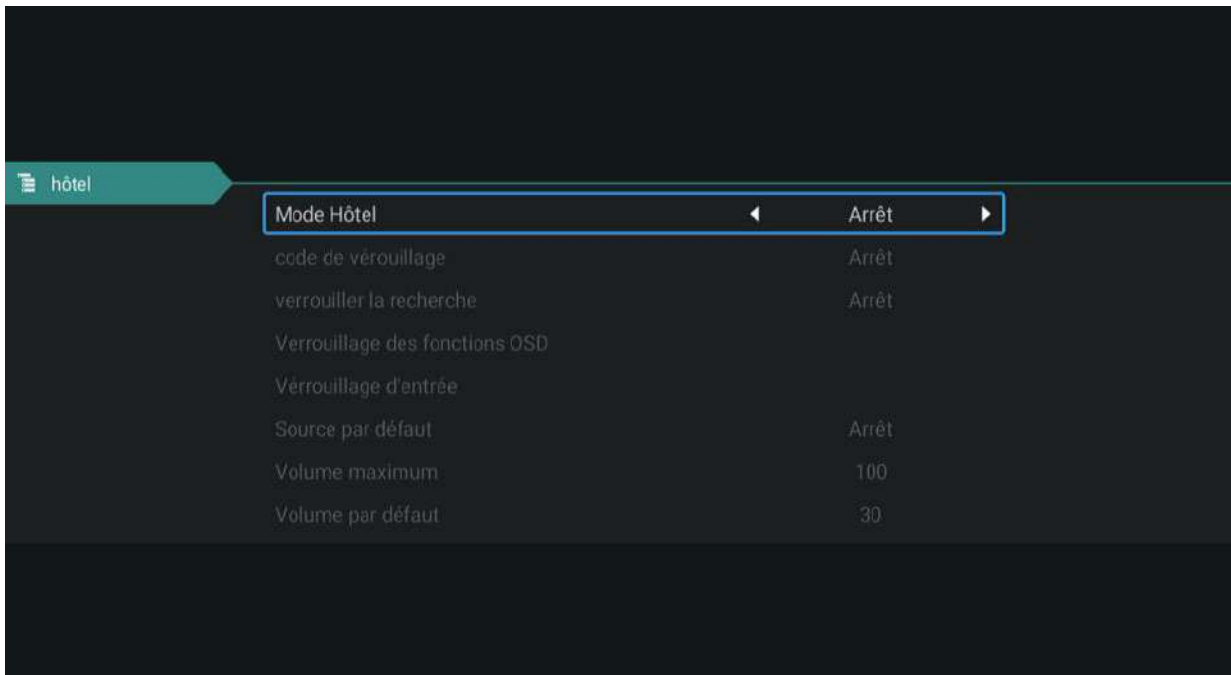 hôtel
Mode Hôtel Arrêt
code de vérouillage Arrêt
verrouiller la recherche Arrêt
Verrouillage des fonctions OSD
Vérrouillage d'entrée
Source par défaut Arrêt
Volume maximum 100
Volume par défaut 30